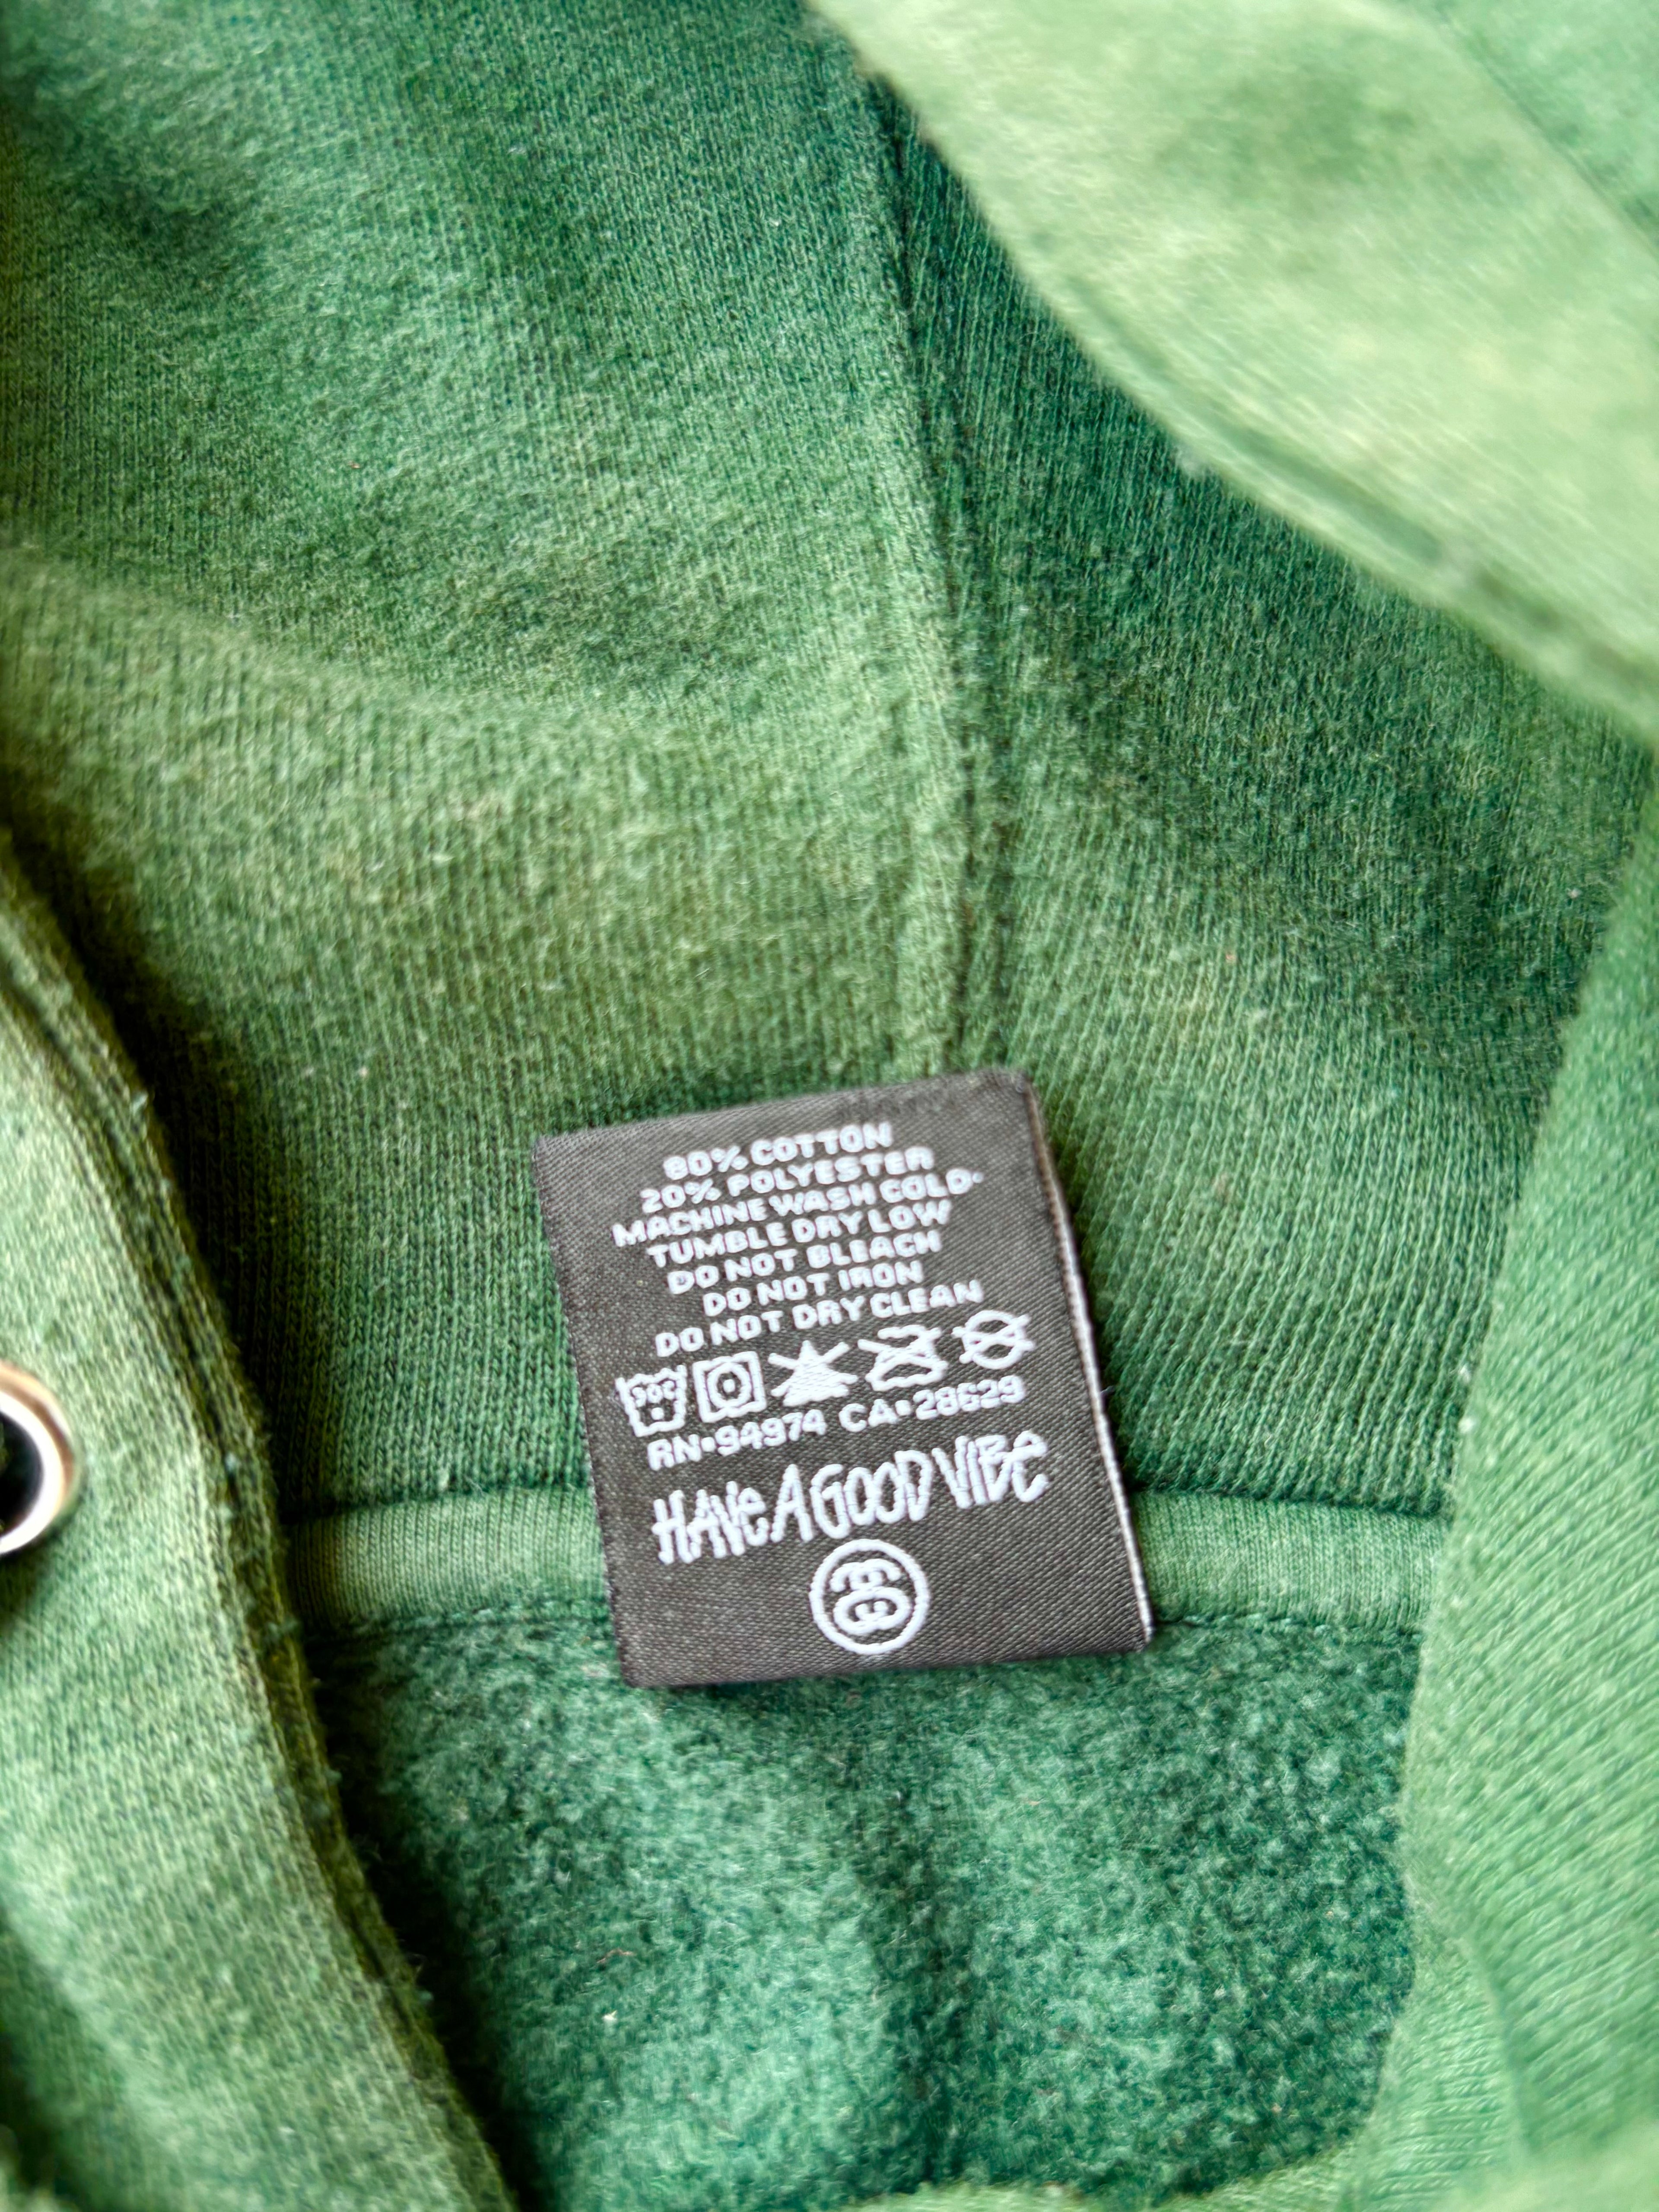 80% COTTON
20% POLYESTER
MACHINE WASH COLD·
TUMBLE DRY LOW
DO NOT BLEACH
DO NOT IRON
DO NOT DRY CLEAN
30C
RN·94974 CA·28629
HAVE A GOOD VIBE